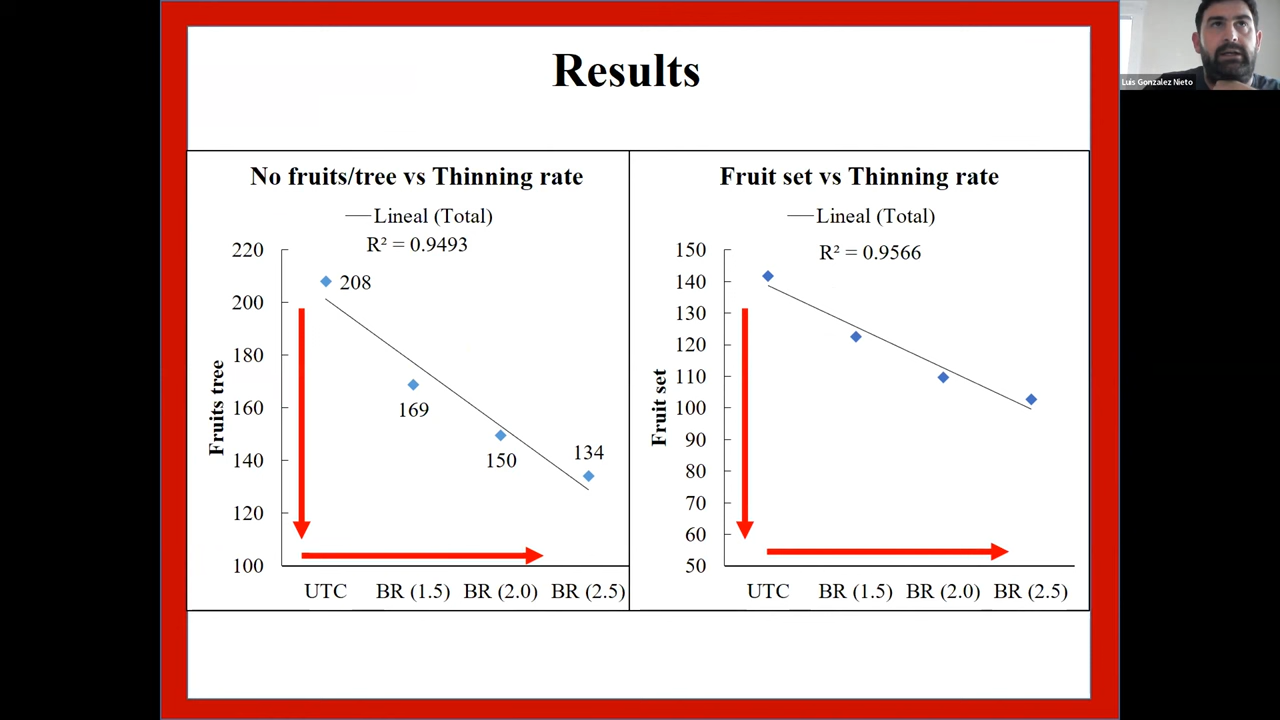 Results
Luis Gonzalez Nieto
No fruits/tree vs Thinning rate
Lineal (Total)
R² = 0.9493
220
200
180
160
140
120
100
Fruits tree
208
169
150
134
UTC BR (1.5) BR (2.0) BR (2.5)
Fruit set vs Thinning rate
Lineal (Total)
R² = 0.9566
150
140
130
120
110
100
90
80
70
60
50
Fruit set
UTC BR (1.5) BR (2.0) BR (2.5)